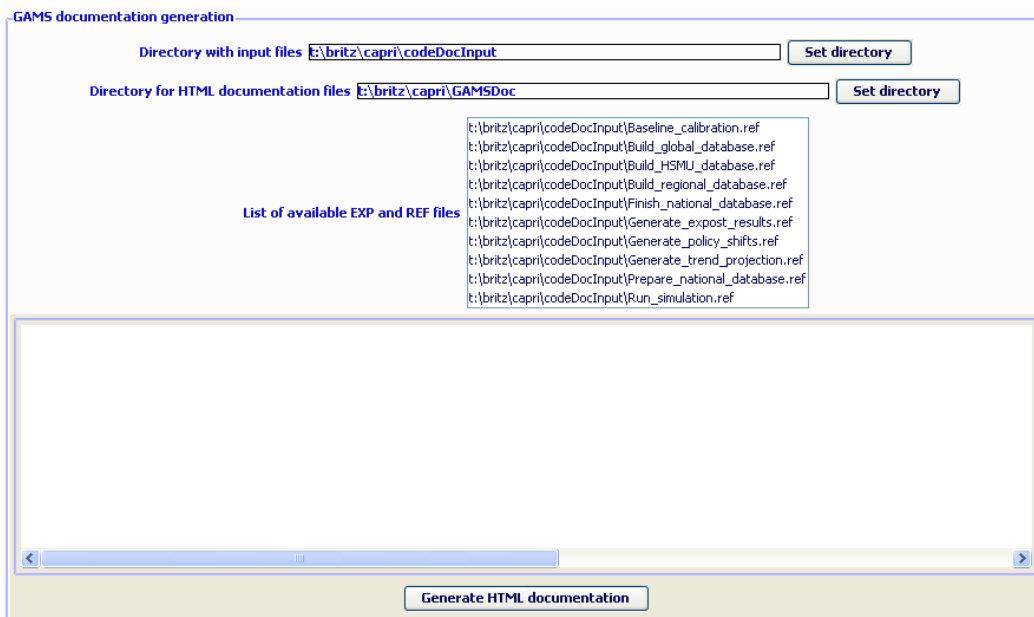 GAMS documentation generation
Directory with input files t:\britz\capri\codeDocInput Set directory
Directory for HTML documentation files t:\britz\capri\GAMSDoc Set directory
t:\britz\capri\codeDocInput\Baseline_calibration.ref
t:\britz\capri\codeDocInput\Build_global_database.ref
t:\britz\capri\codeDocInput\Build_HSMU_database.ref
t:\britz\capri\codeDocInput\Build_regional_database.ref
t:\britz\capri\codeDocInput\Finish_national_database.ref
List of available EXP and REF files
t:\britz\capri\codeDocInput\Generate_expost_results.ref
t:\britz\capri\codeDocInput\Generate_policy_shifts.ref
t:\britz\capri\codeDocInput\Generate_trend_projection.ref
t:\britz\capri\codeDocInput\Prepare_national_database.ref
t:\britz\capri\codeDocInput\Run_simulation.ref
Generate HTML documentation